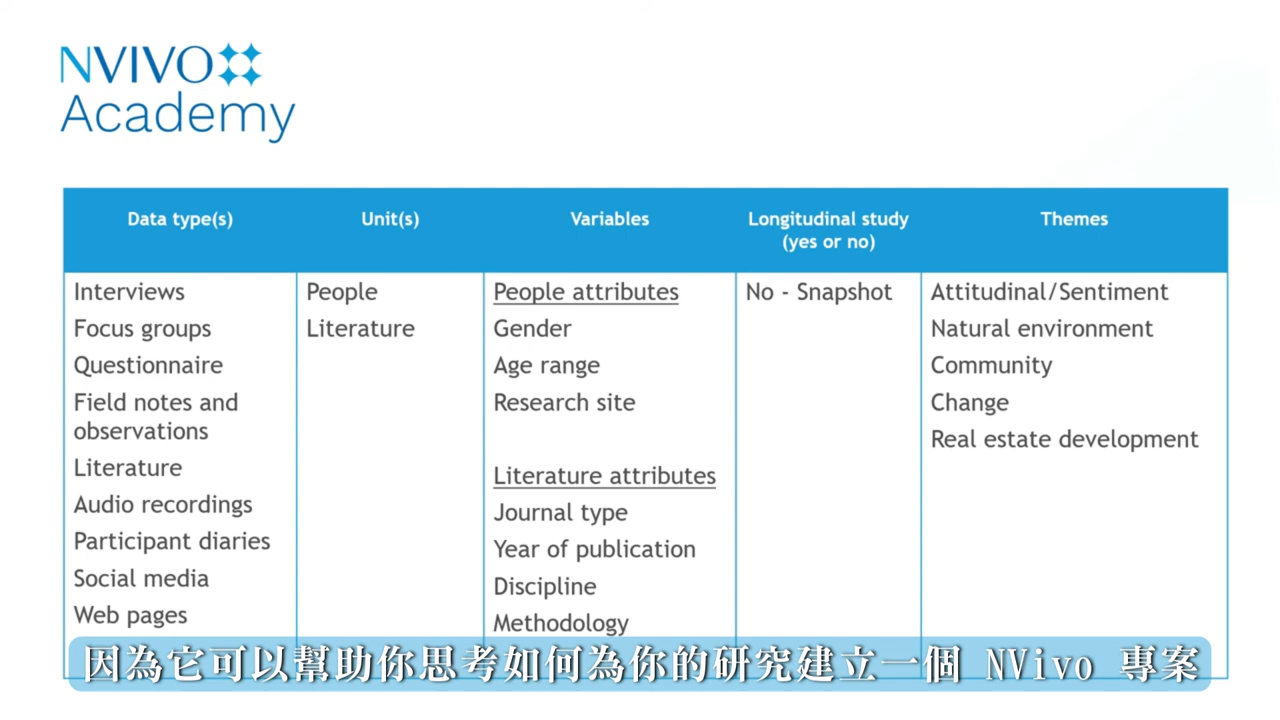 NVIVO
Academy
Data type(s)
Unit(s)
Variables
Longitudinal study
(yes or no)
Themes
Interviews
Focus groups
Questionnaire
Field notes and
observations
Literature
Audio recordings
Participant diaries
Social media
Web pages
People
Literature
People attributes
Gender
Age range
Research site
Literature attributes
Journal type
Year of publication
Discipline
Methodology
No - Snapshot
Attitudinal/Sentiment
Natural environment
Community
Change
Real estate development
因為它可以幫助你思考如何為你的研究建立一個 NVivo 專案